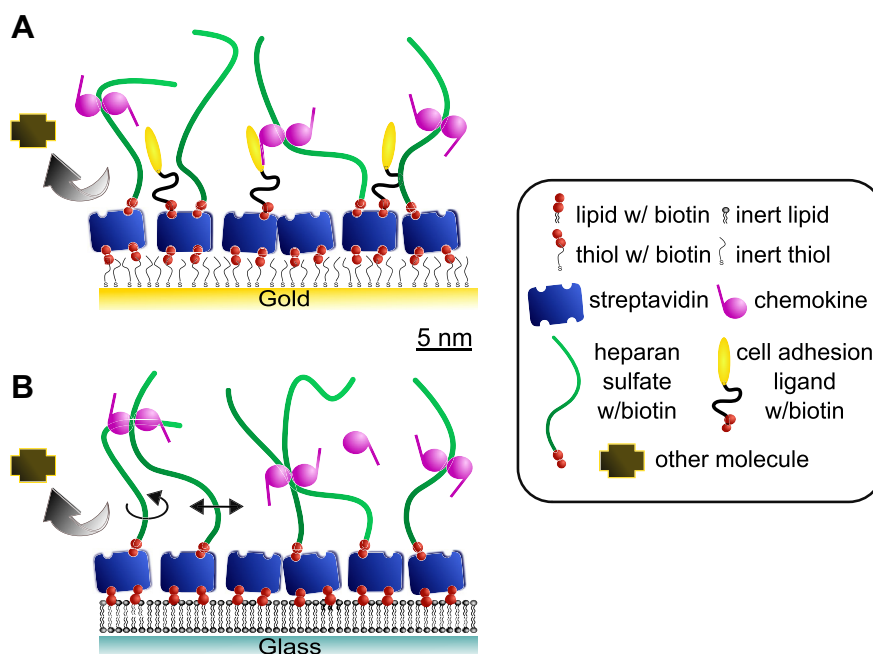 A
Gold
5 nm
B
Glass
lipid w/ biotin
inert lipid
thiol w/ biotin
inert thiol
streptavidin
chemokine
heparan
sulfate
w/biotin
cell adhesion
ligand
w/biotin
other molecule